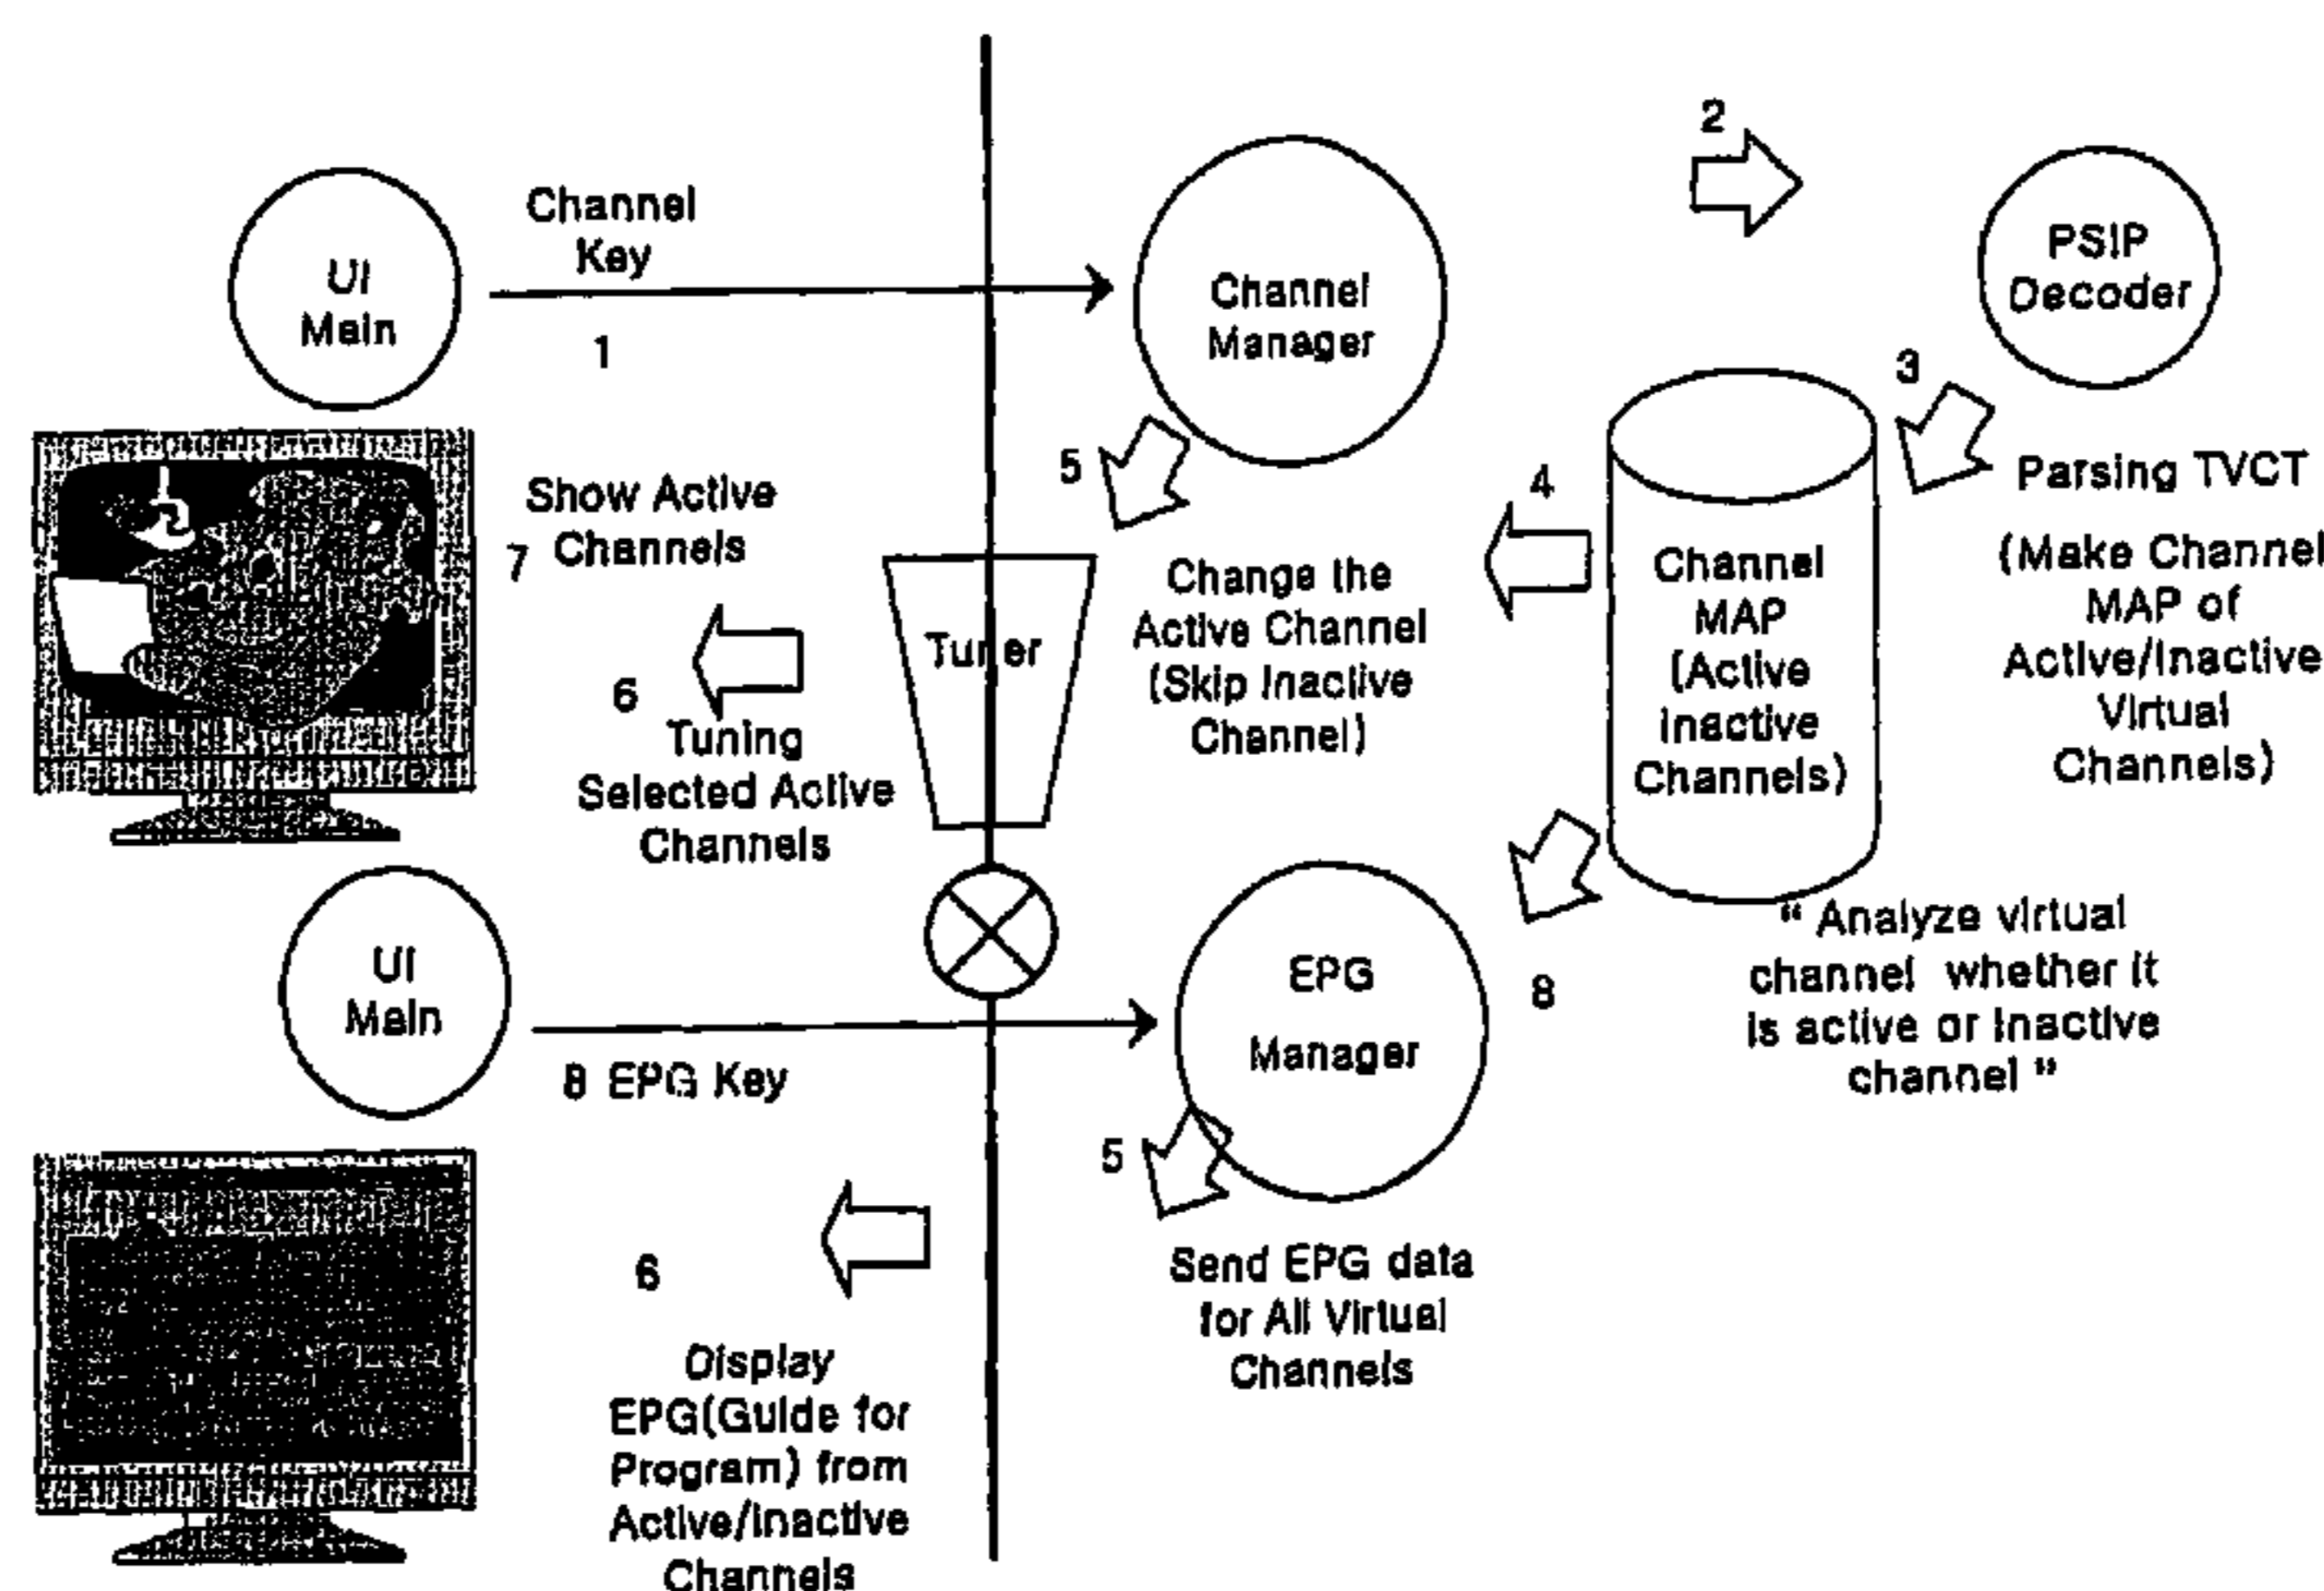 2
UI
Main
Channel
Key
1
Channel
Manager
PSIP
Decoder
3
Parsing TVCT
(Make Channel
MAP of
Active/Inactive
Virtual
Channels)
4
Channel
MAP
(Active
Inactive
Channels)
5
Change the
Active Channel
(Skip Inactive
Channel)
Tuner
Show Active
7 Channels
6
Tuning
Selected Active
Channels
UI
Main
8 EPG Key
EPG
Manager
8
“ Analyze virtual
channel whether it
is active or Inactive
channel ”
5
Send EPG data
for All Virtual
Channels
6
Display
EPG(Guide for
Program) from
Active/Inactive
Channels